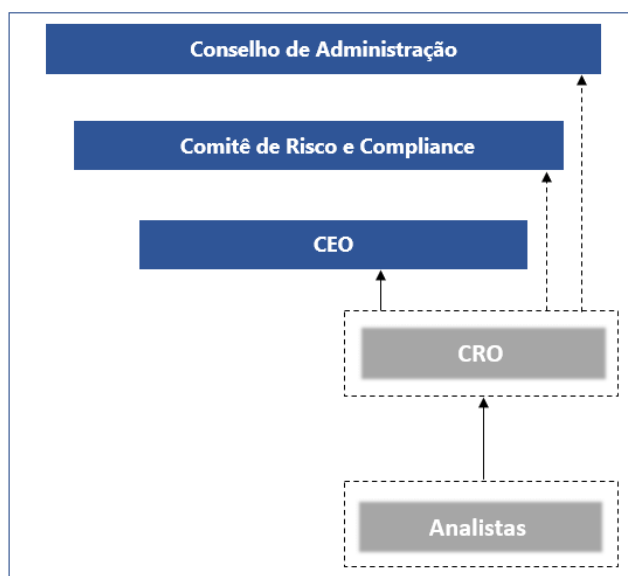 Conselho de Administração
Comitê de Risco e Compliance
CEO
CRO
Analistas